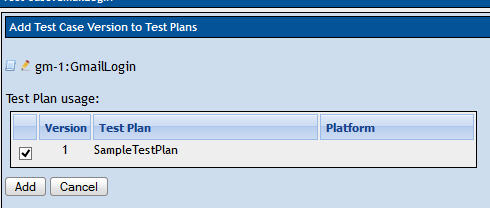 Add Test Case Version to Test Plans
gm-1:GmailLogin
Test Plan usage:
Version Test Plan Platform
1 SampleTestPlan
Add Cancel